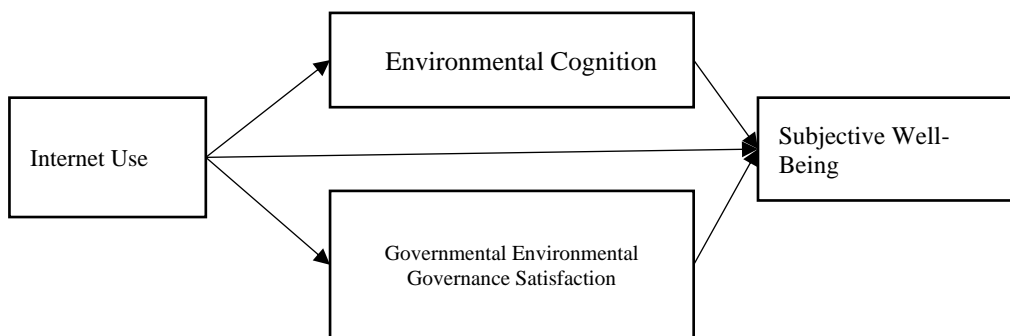 Environmental Cognition
Internet Use
Subjective Well-
Being
Governmental Environmental
Governance Satisfaction